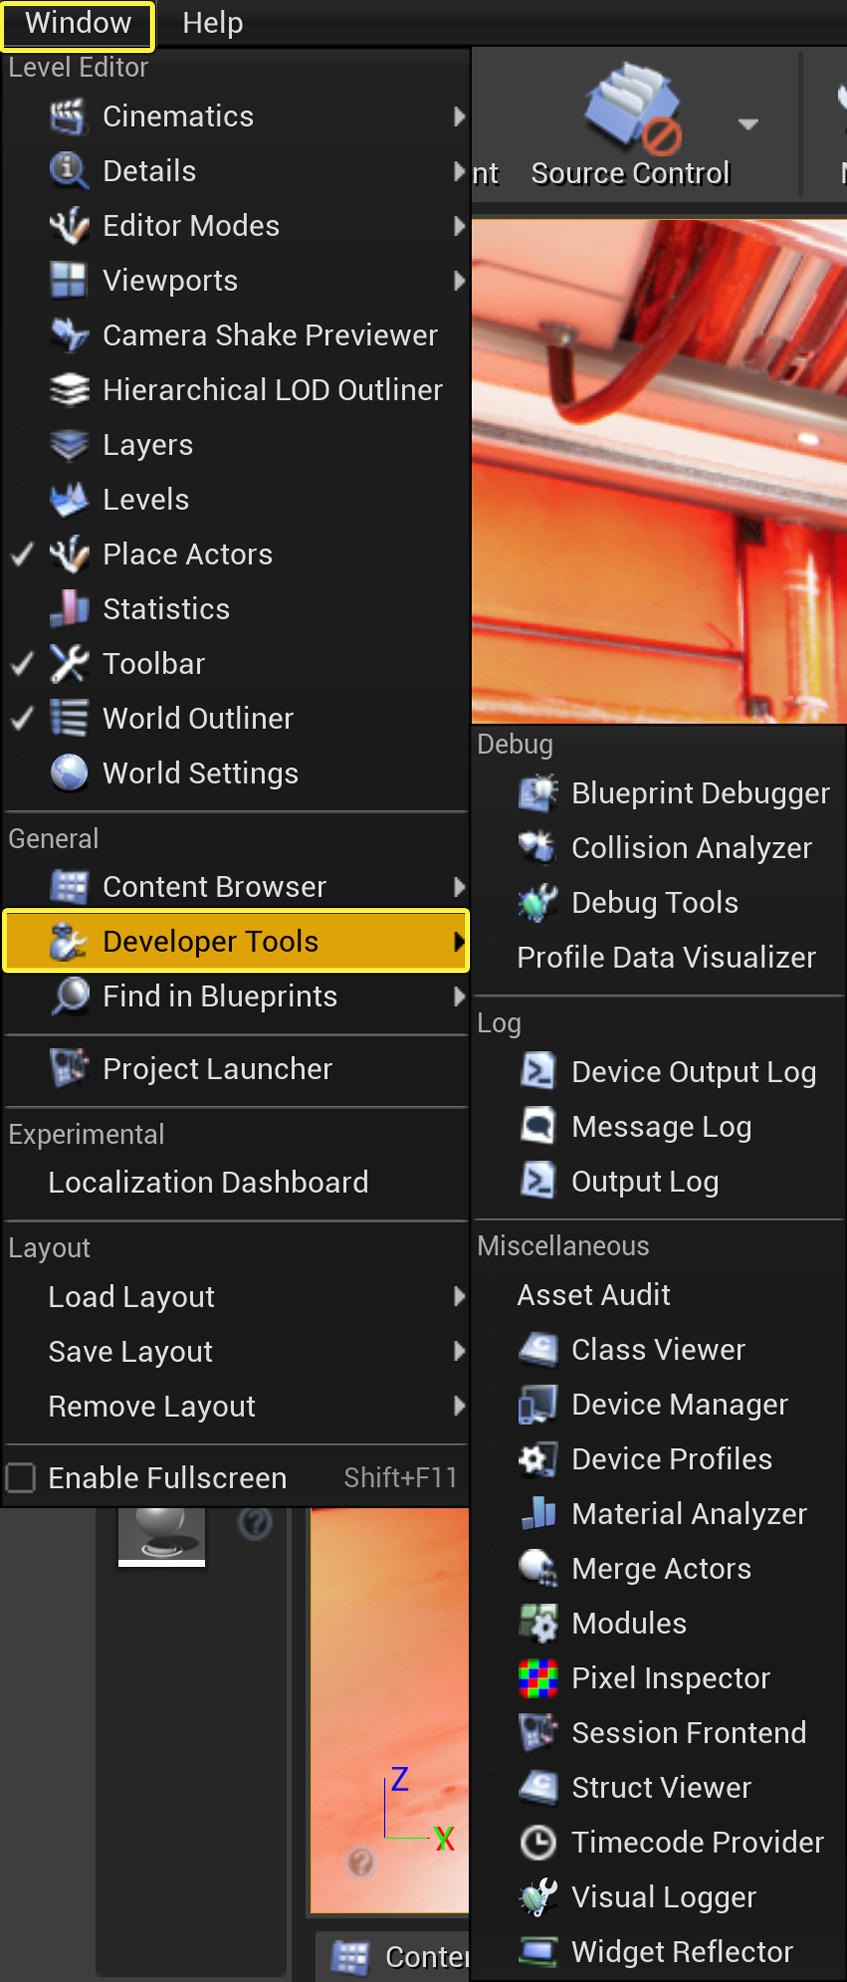 Window Help
Level Editor
Cinematics
Details
Editor Modes
Viewports
Camera Shake Previewer
Hierarchical LOD Outliner
Layers
Levels
Place Actors
Statistics
Toolbar
World Outliner
World Settings
General
Content Browser
Developer Tools
Find in Blueprints
Project Launcher
Experimental
Localization Dashboard
Layout
Load Layout
Save Layout
Remove Layout
Enable Fullscreen Shift+F11
nt Source Control
Debug
Blueprint Debugger
Collision Analyzer
Debug Tools
Profile Data Visualizer
Log
Device Output Log
Message Log
Output Log
Miscellaneous
Asset Audit
Class Viewer
Device Manager
Device Profiles
Material Analyzer
Merge Actors
Modules
Pixel Inspector
Session Frontend
Struct Viewer
Timecode Provider
Visual Logger
Widget Reflector
Z
Conte